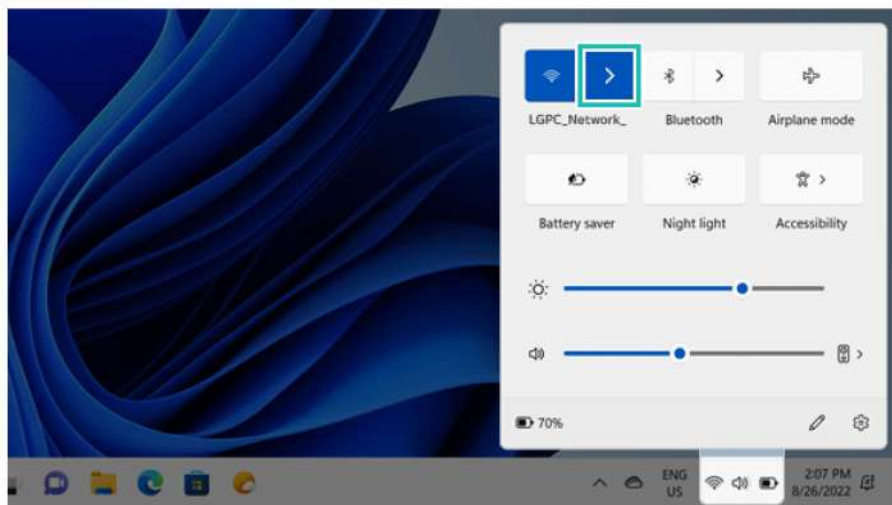 LGPC_Network_ Bluetooth Airplane mode
Battery saver Night light Accessibility
70%
ENG
US
2:07 PM
8/26/2022